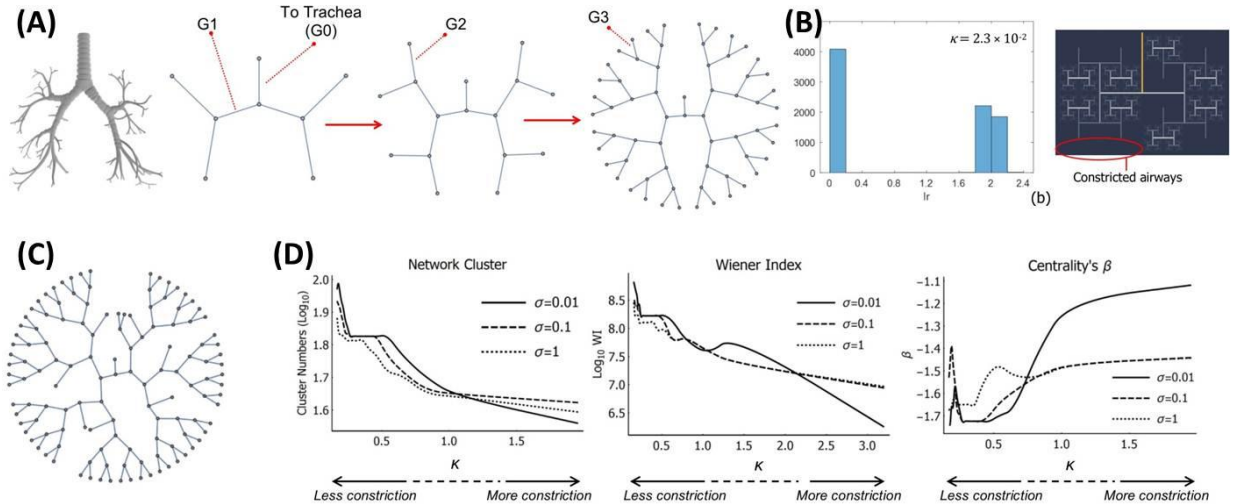 (A)
G1
To Trachea
(G0)
G2
G3
(B)
κ = 2.3 × 10⁻²
4000
3000
2000
1000
0
0 0.4 0.8 1.2 1.6 2 2.4
Ir
(b)
Constricted airways
(C)
(D)
Network Cluster
Cluster Numbers (Log₁₀)
2.0
1.9
1.8
1.7
1.6
σ=0.01
σ=0.1
σ=1
0.5 1.0 1.5
κ
Less constriction More constriction
Wiener Index
Log₁₀ WI
8.5
8.0
7.5
7.0
6.5
σ=0.01
σ=0.1
σ=1
0.5 1.0 1.5 2.0 2.5 3.0
κ
Less constriction More constriction
Centrality's β
β
−1.1
−1.2
−1.3
−1.4
−1.5
−1.6
−1.7
σ=0.01
σ=0.1
σ=1
0.5 1.0 1.5
κ
Less constriction More constriction